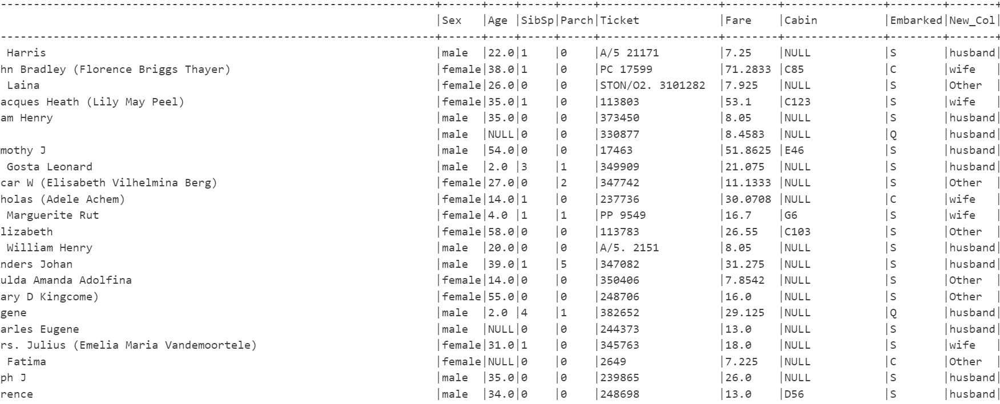 |Sex   |Age |SibSp|Parch|Ticket            |Fare    |Cabin          |Embarked|New_Col|
Harris |male  |22.0|1    |0    |A/5 21171         |7.25    |NULL           |S       |husband|
hn Bradley (Florence Briggs Thayer) |female|38.0|1    |0    |PC 17599          |71.2833 |C85            |C       |wife   |
Laina |female|26.0|0    |0    |STON/O2. 3101282  |7.925   |NULL           |S       |Other  |
acques Heath (Lily May Peel) |female|35.0|1    |0    |113803            |53.1    |C123           |S       |wife   |
am Henry |male  |35.0|0    |0    |373450            |8.05    |NULL           |S       |husband|
|male  |NULL|0    |0    |330877            |8.4583  |NULL           |Q       |husband|
mothy J |male  |54.0|0    |0    |17463             |51.8625 |E46            |S       |husband|
Gosta Leonard |male  |2.0 |3    |1    |349909            |21.075  |NULL           |S       |husband|
car W (Elisabeth Vilhelmina Berg) |female|27.0|0    |2    |347742            |11.1333 |NULL           |S       |Other  |
holas (Adele Achem) |female|14.0|1    |0    |237736            |30.0708 |NULL           |C       |wife   |
Marguerite Rut |female|4.0 |1    |1    |PP 9549           |16.7    |G6             |S       |wife   |
lizabeth |female|58.0|0    |0    |113783            |26.55   |C103           |S       |Other  |
William Henry |male  |20.0|0    |0    |A/5. 2151         |8.05    |NULL           |S       |husband|
nders Johan |male  |39.0|1    |5    |347082            |31.275  |NULL           |S       |husband|
ulda Amanda Adolfina |female|14.0|0    |0    |350406            |7.8542  |NULL           |S       |Other  |
ary D Kingcome) |female|55.0|0    |0    |248706            |16.0    |NULL           |S       |Other  |
gene |male  |2.0 |4    |1    |382652            |29.125  |NULL           |Q       |husband|
arles Eugene |male  |NULL|0    |0    |244373            |13.0    |NULL           |S       |husband|
rs. Julius (Emelia Maria Vandemoortele) |female|31.0|1    |0    |345763            |18.0    |NULL           |S       |wife   |
Fatima |female|NULL|0    |0    |2649              |7.225   |NULL           |C       |Other  |
ph J |male  |35.0|0    |0    |239865            |26.0    |NULL           |S       |husband|
rence |male  |34.0|0    |0    |248698            |13.0    |D56            |S       |husband|